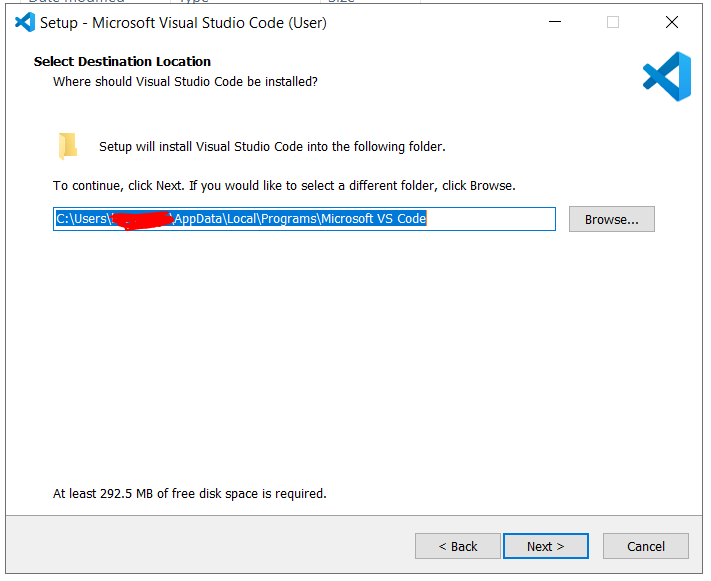 Setup - Microsoft Visual Studio Code (User)
Select Destination Location
Where should Visual Studio Code be installed?
Setup will install Visual Studio Code into the following folder.
To continue, click Next. If you would like to select a different folder, click Browse.
C:\Users\ \AppData\Local\Programs\Microsoft VS Code
Browse...
At least 292.5 MB of free disk space is required.
< Back
Next >
Cancel